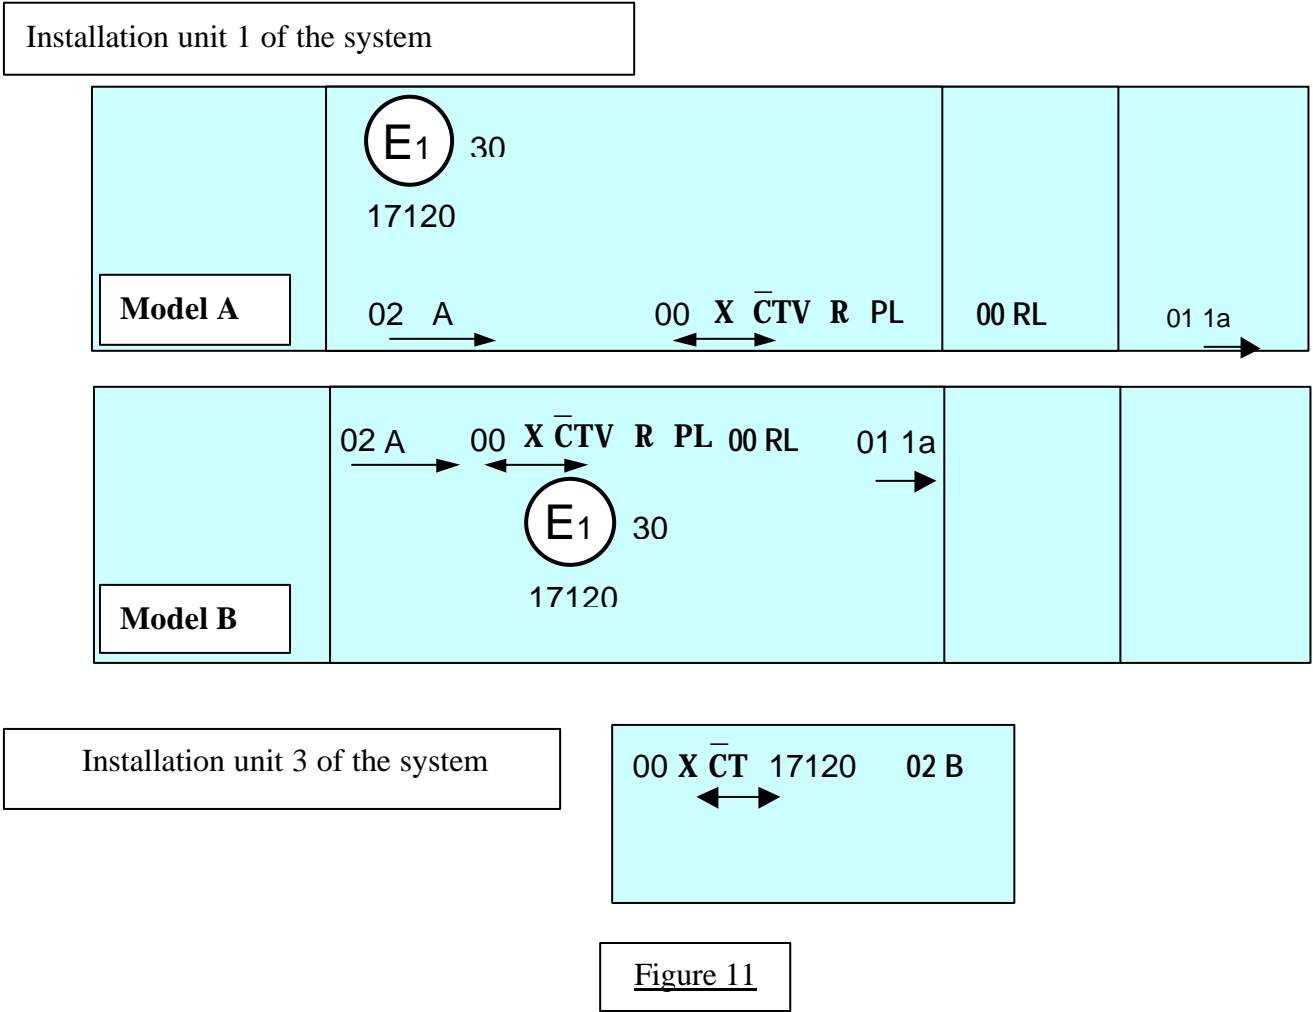 Installation unit 1 of the system
E1 30
17120
Model A 02 A 00 X C̅TV R PL 00 RL 01 1a
02 A 00 X C̅TV R PL 00 RL 01 1a
E1 30
17120
Model B
Installation unit 3 of the system
00 X C̅T 17120 02 B
Figure 11